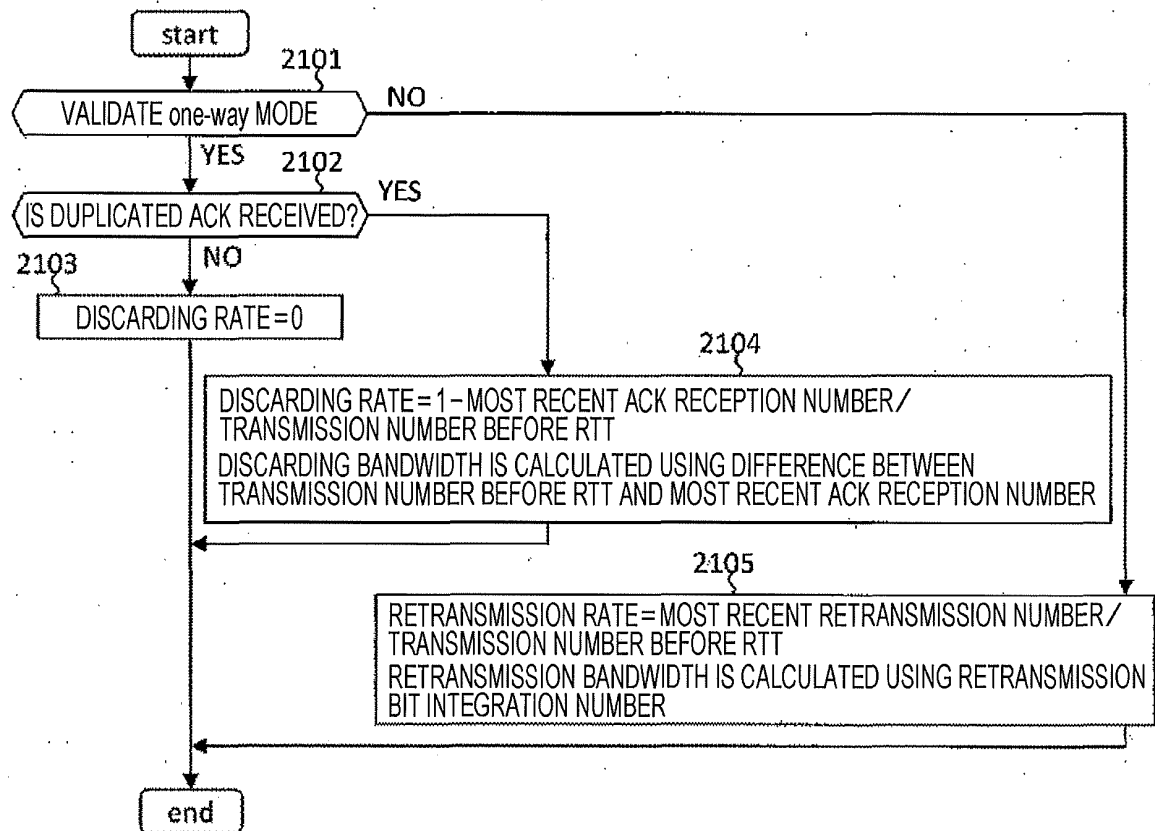 start
2101
VALIDATE one-way MODE
NO
YES
2102
IS DUPLICATED ACK RECEIVED?
YES
NO
2103
DISCARDING RATE=0
2104
DISCARDING RATE=1-MOST RECENT ACK RECEPTION NUMBER/
TRANSMISSION NUMBER BEFORE RTT
DISCARDING BANDWIDTH IS CALCULATED USING DIFFERENCE BETWEEN
TRANSMISSION NUMBER BEFORE RTT AND MOST RECENT ACK RECEPTION NUMBER
2105
RETRANSMISSION RATE=MOST RECENT RETRANSMISSION NUMBER/
TRANSMISSION NUMBER BEFORE RTT
RETRANSMISSION BANDWIDTH IS CALCULATED USING RETRANSMISSION
BIT INTEGRATION NUMBER
end